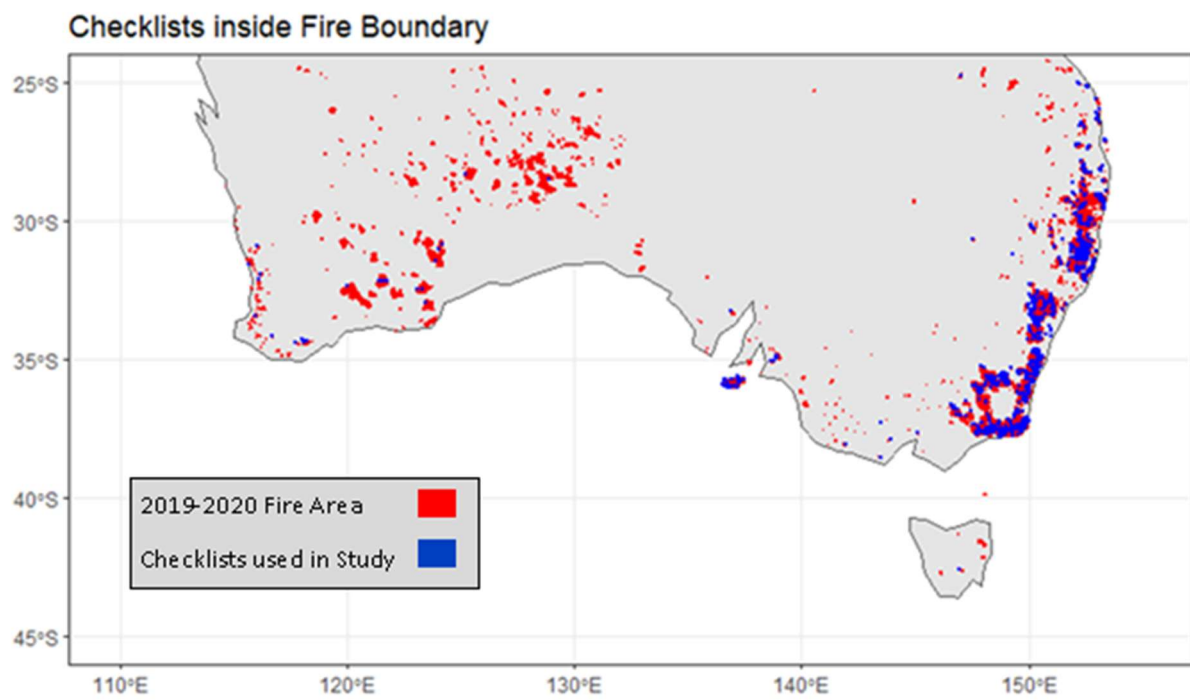 Checklists inside Fire Boundary
25°S
30°S
35°S
40°S
45°S
2019-2020 Fire Area
Checklists used in Study
110°E
120°E
130°E
140°E
150°E